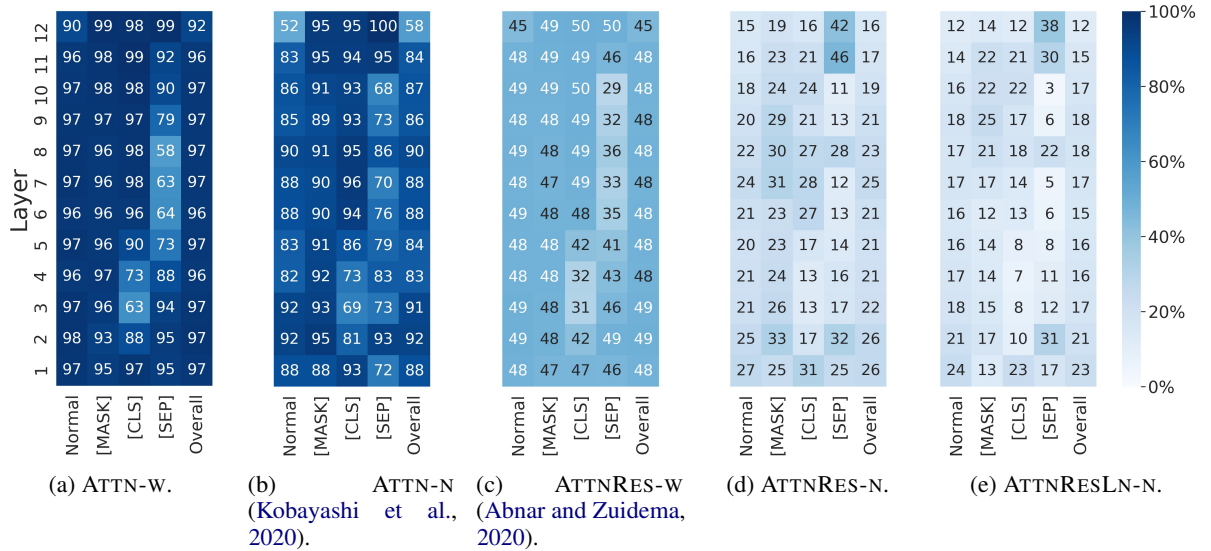 12 90 99 98 99 92 52 95 95 100 58 45 49 50 50 45 15 19 16 42 16 12 14 12 38 12 100%
11 96 98 99 92 96 83 95 94 95 84 48 49 49 46 48 16 23 21 46 17 14 22 21 30 15
10 97 98 98 90 97 86 91 93 68 87 49 49 50 29 48 18 24 24 11 19 16 22 22 3 17 80%
9 97 97 97 79 97 85 89 93 73 86 48 48 49 32 48 20 29 21 13 21 18 25 17 6 18
8 97 96 98 58 97 90 91 95 86 90 49 48 49 36 48 22 30 27 28 23 17 21 18 22 18 60%
Layer
7 97 96 98 63 97 88 90 96 70 88 48 47 49 33 48 24 31 28 12 25 17 17 14 5 17
6 96 96 96 64 96 88 90 94 76 88 49 48 48 35 48 21 23 27 13 21 16 12 13 6 15
5 97 96 90 73 97 83 91 86 79 84 48 48 42 41 48 20 23 17 14 21 16 14 8 8 16 40%
4 96 97 73 88 96 82 92 73 83 83 48 48 32 43 48 21 24 13 16 21 17 14 7 11 16
3 97 96 63 94 97 92 93 69 73 91 49 48 31 46 49 21 26 13 17 22 18 15 8 12 17 20%
2 98 93 88 95 97 92 95 81 93 92 49 48 42 49 49 25 33 17 32 26 21 17 10 31 21
1 97 95 97 95 97 88 88 93 72 88 48 47 47 46 48 27 25 31 25 26 24 13 23 17 23 0%
Normal [MASK] [CLS] [SEP] Overall Normal [MASK] [CLS] [SEP] Overall Normal [MASK] [CLS] [SEP] Overall Normal [MASK] [CLS] [SEP] Overall Normal [MASK] [CLS] [SEP] Overall
(a) ATTN-W.
(b) ATTN-N
(Kobayashi et al.,
2020).
(c) ATTNRES-W
(Abnar and Zuidema,
2020).
(d) ATTNRES-N.
(e) ATTNRESLN-N.